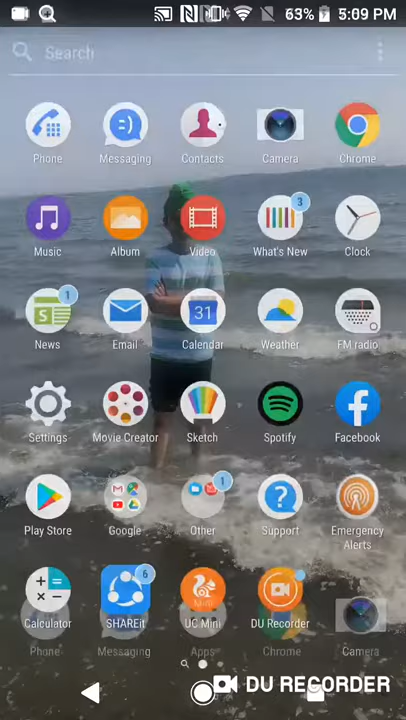 63% 5:09 PM
Search
Phone Messaging Contacts Camera Chrome
3
Music Album Video What's New Clock
1
31
News Email Calendar Weather FM radio
Settings Movie Creator Sketch Spotify Facebook
1
Play Store Google Other Support Emergency Alerts
6
Mini
Calculator SHAREit UC Mini DU Recorder
Phone Messaging Apps Chrome Camera
DU RECORDER